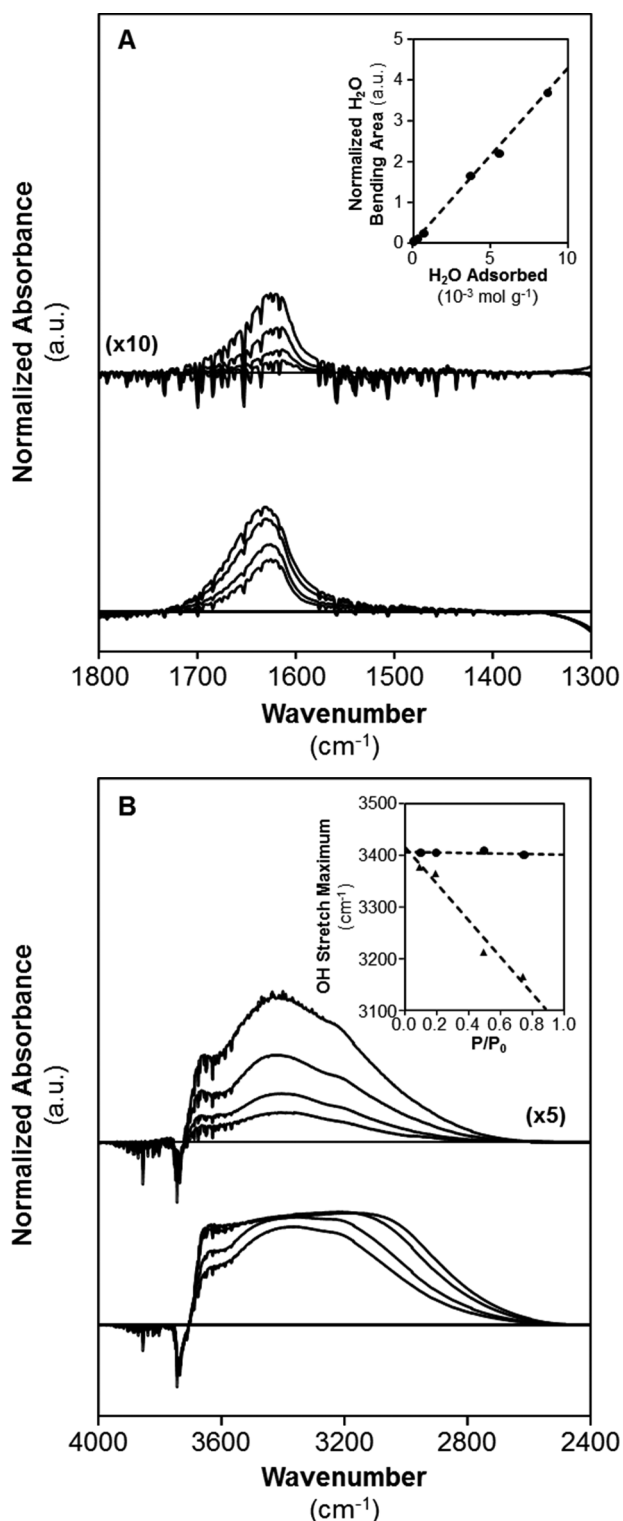 A
Normalized H2O
Bending Area (a.u.)
5
4
3
2
1
0
0 5 10
H2O Adsorbed
(10-3 mol g-1)
Normalized Absorbance
(a.u.)
(x10)
1800 1700 1600 1500 1400 1300
Wavenumber
(cm-1)
B
OH Stretch Maximum
(cm-1)
3500
3400
3300
3200
3100
0.0 0.2 0.4 0.6 0.8 1.0
P/P0
Normalized Absorbance
(a.u.)
(x5)
4000 3600 3200 2800 2400
Wavenumber
(cm-1)